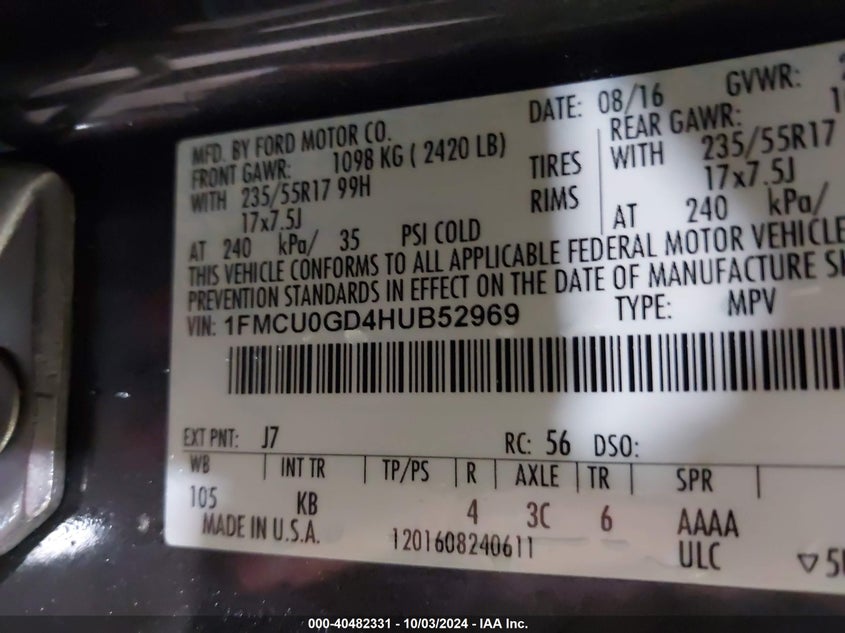 MFD. BY FORD MOTOR CO. DATE: 08/16 GVWR:
FRONT GAWR: 1098 KG ( 2420 LB) REAR GAWR:
WITH 235/55R17 99H TIRES WITH 235/55R17
17x7.5J RIMS 17x7.5J
AT 240 kPa/ 35 PSI COLD AT 240 kPa/
THIS VEHICLE CONFORMS TO ALL APPLICABLE FEDERAL MOTOR VEHICLE
PREVENTION STANDARDS IN EFFECT ON THE DATE OF MANUFACTURE
VIN: 1FMCU0GD4HUB52969 TYPE: MPV
EXT PNT: J7 RC: 56 DSO:
WB INT TR TP/PS R AXLE TR SPR
105 KB 4 3C 6 AAAA
MADE IN U.S.A. 1201608240611 ULC
000-40482331 - 10/03/2024 - IAA Inc.